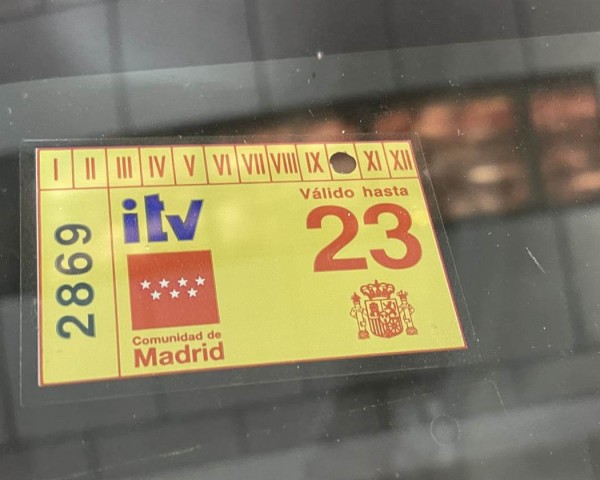 I II III IV V VI VII VIII IX XI XII
Válido hasta
itv
23
2869
Comunidad de
Madrid